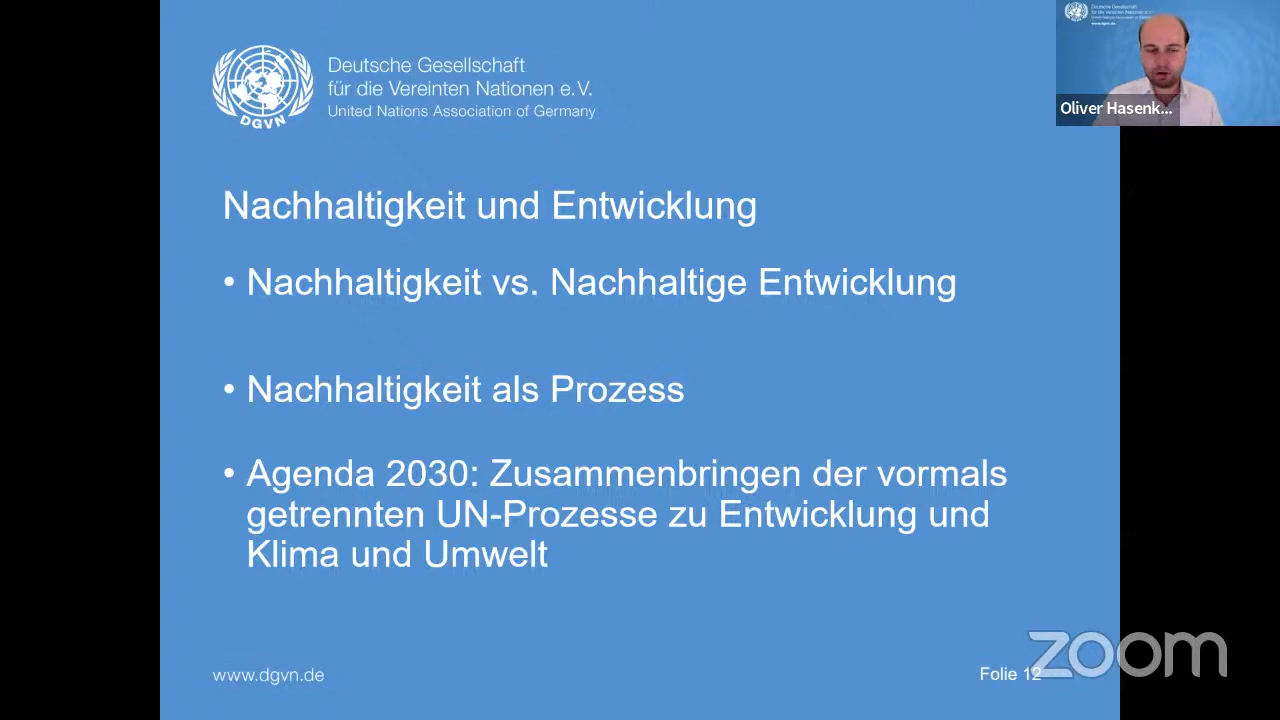 Deutsche Gesellschaft
für die Vereinten Nationen e.V.
United Nations Association of Germany
DGVN
Oliver Hasenk...
Nachhaltigkeit und Entwicklung
• Nachhaltigkeit vs. Nachhaltige Entwicklung
• Nachhaltigkeit als Prozess
• Agenda 2030: Zusammenbringen der vormals
getrennten UN-Prozesse zu Entwicklung und
Klima und Umwelt
www.dgvn.de
Folie 12
zoom